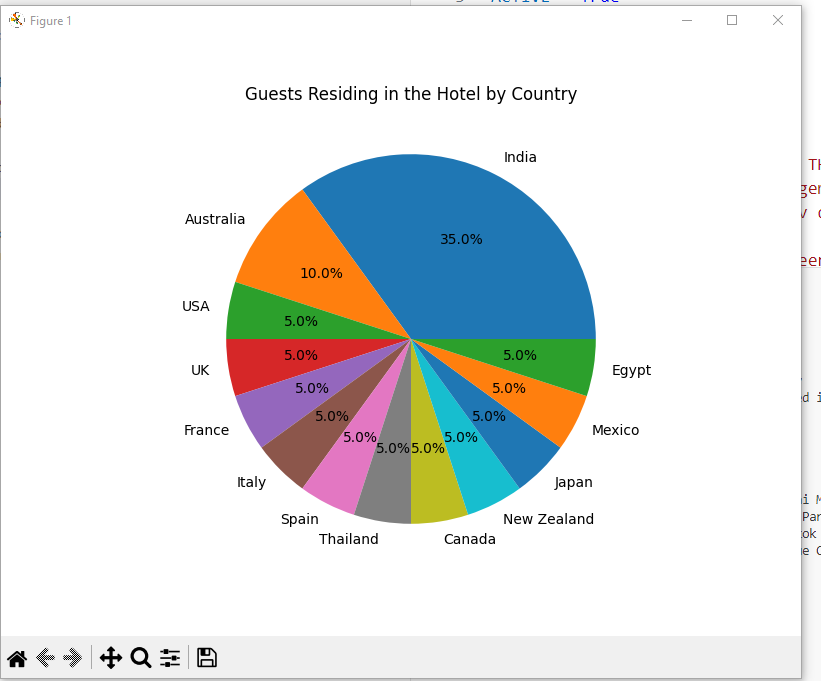 Figure 1
Guests Residing in the Hotel by Country
India
35.0%
Australia
10.0%
USA
5.0%
UK
5.0%
France
5.0%
Italy
5.0%
Spain
5.0%
Thailand
5.0%
Canada
5.0%
New Zealand
5.0%
Japan
5.0%
Mexico
5.0%
Egypt
5.0%